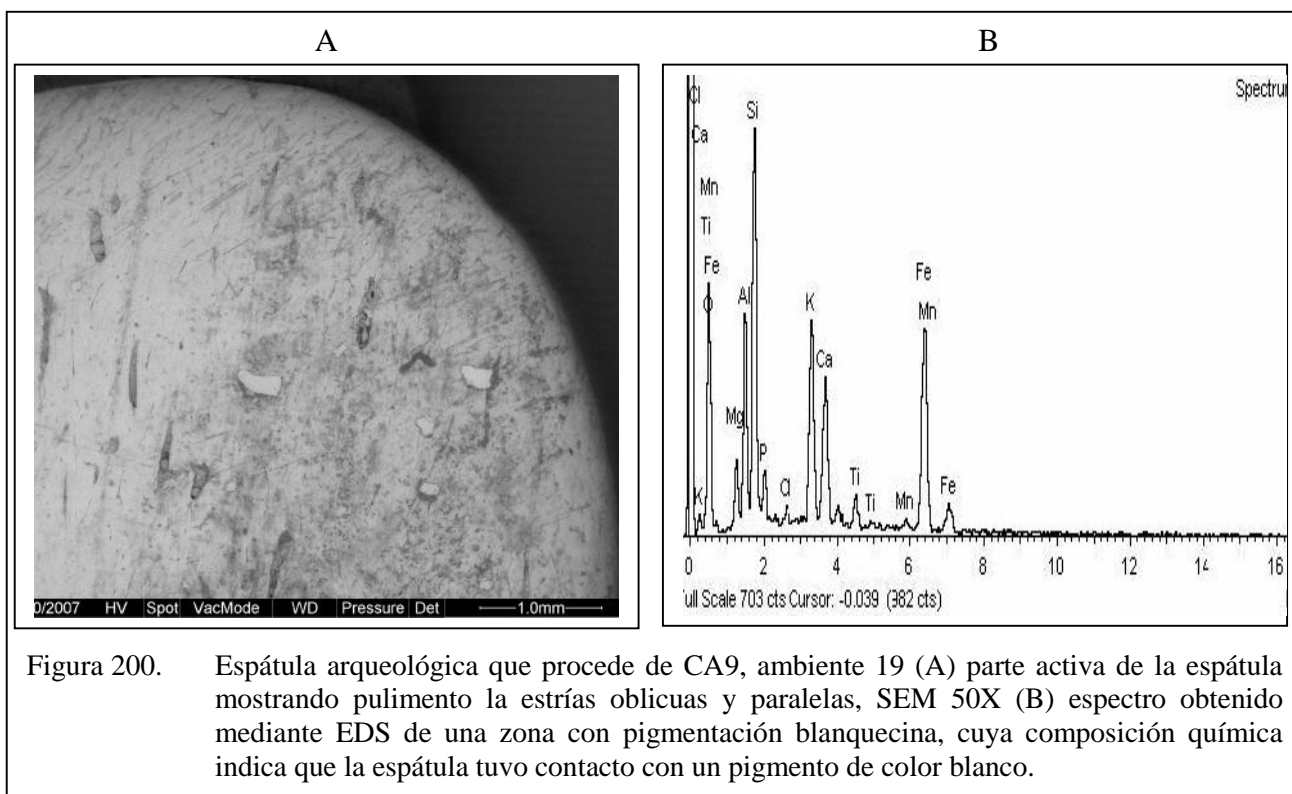 A
B
0/2007 HV Spot VacMode WD Pressure Det 1.0mm
Spectru
Cl
Ca
Mn
Ti
Fe
O
K
Mg
Al
Si
P
Cl
K
Ca
Ti
Ti
Mn
Fe
Mn
Fe
0 2 4 6 8 10 12 14 16
ull Scale 703 cts Cursor: -0.039 (982 cts)
Figura 200. Espátula arqueológica que procede de CA9, ambiente 19 (A) parte activa de la espátula
mostrando pulimento la estrías oblicuas y paralelas, SEM 50X (B) espectro obtenido
mediante EDS de una zona con pigmentación blanquecina, cuya composición química
indica que la espátula tuvo contacto con un pigmento de color blanco.